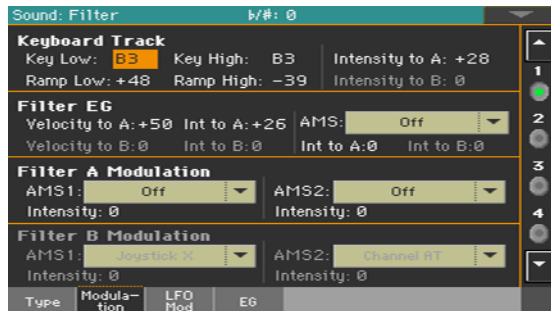 Sound: Filter ♭/#: 0
Keyboard Track
Key Low: B3 Key High: B3 Intensity to A: +28
Ramp Low: +48 Ramp High: -39 Intensity to B: 0
Filter EG
Velocity to A:+50 Int to A:+26 AMS: Off
Velocity to B:0 Int to B:0 Int to A:0 Int to B:0
Filter A Modulation
AMS1: Off AMS2: Off
Intensity: 0 Intensity: 0
Filter B Modulation
AMS1: Joystick X AMS2: Channel AT
Intensity: 0 Intensity: 0
1
2
3
4
Type Modula-tion LFO Mod EG